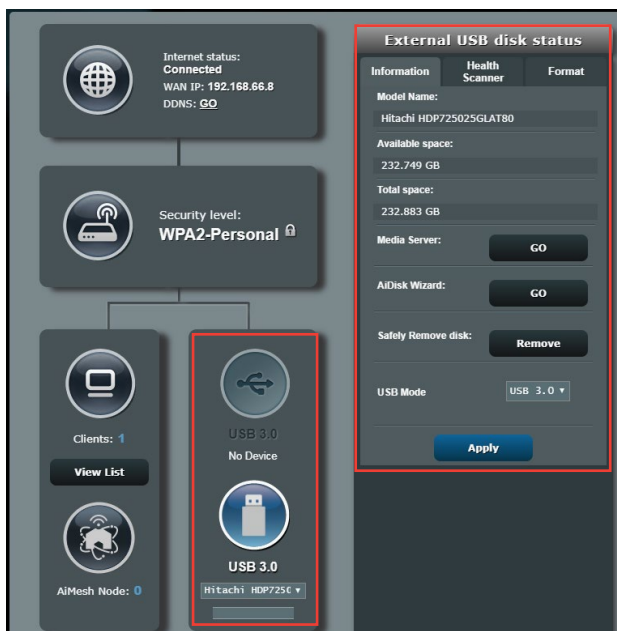 Internet status:
Connected
WAN IP: 192.168.66.8
DDNS: GO
Security level:
WPA2-Personal
Clients: 1
View List
AiMesh Node: 0
USB 3.0
No Device
USB 3.0
Hitachi HDP725C
External USB disk status
Information
Health
Scanner
Format
Model Name:
Hitachi HDP725025GLAT80
Available space:
232.749 GB
Total space:
232.883 GB
Media Server:
GO
AiDisk Wizard:
GO
Safely Remove disk:
Remove
USB Mode
USB 3.0
Apply